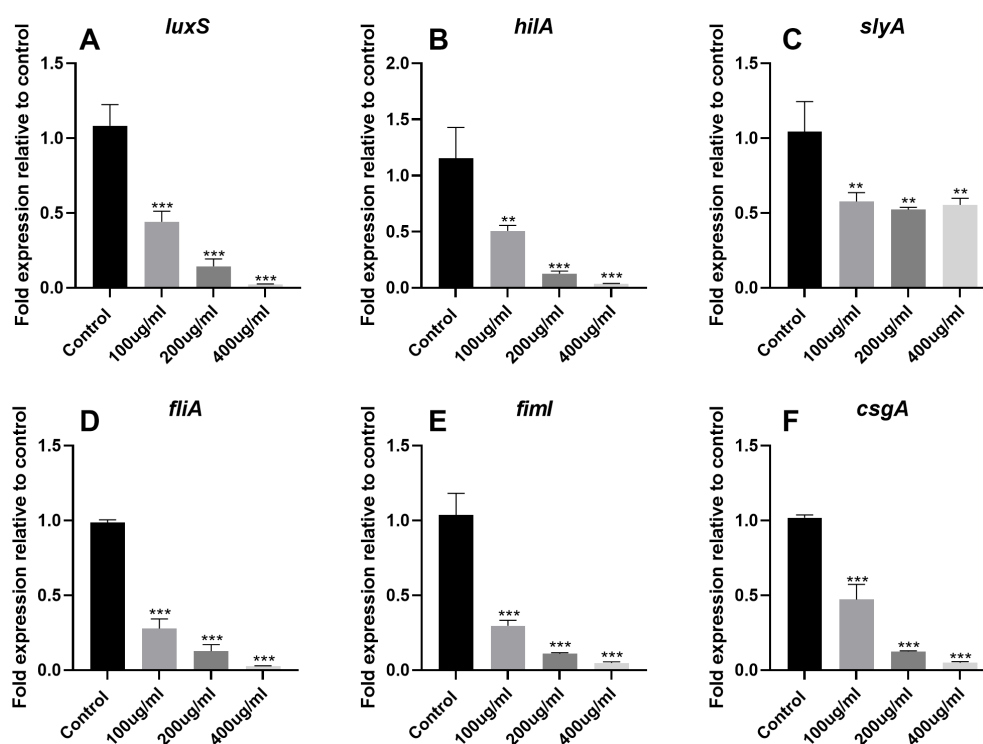 A
luxS
Fold expression relative to control
1.5
1.0
0.5
0.0
***
***
***
Control
100ug/ml
200ug/ml
400ug/ml
B
hilA
Fold expression relative to control
2.0
1.5
1.0
0.5
0.0
**
***
***
Control
100ug/ml
200ug/ml
400ug/ml
C
slyA
Fold expression relative to control
1.5
1.0
0.5
0.0
**
**
**
Control
100ug/ml
200ug/ml
400ug/ml
D
fliA
Fold expression relative to control
1.5
1.0
0.5
0.0
***
***
***
Control
100ug/ml
200ug/ml
400ug/ml
E
fimI
Fold expression relative to control
1.5
1.0
0.5
0.0
***
***
***
Control
100ug/ml
200ug/ml
400ug/ml
F
csgA
Fold expression relative to control
1.5
1.0
0.5
0.0
***
***
***
Control
100ug/ml
200ug/ml
400ug/ml